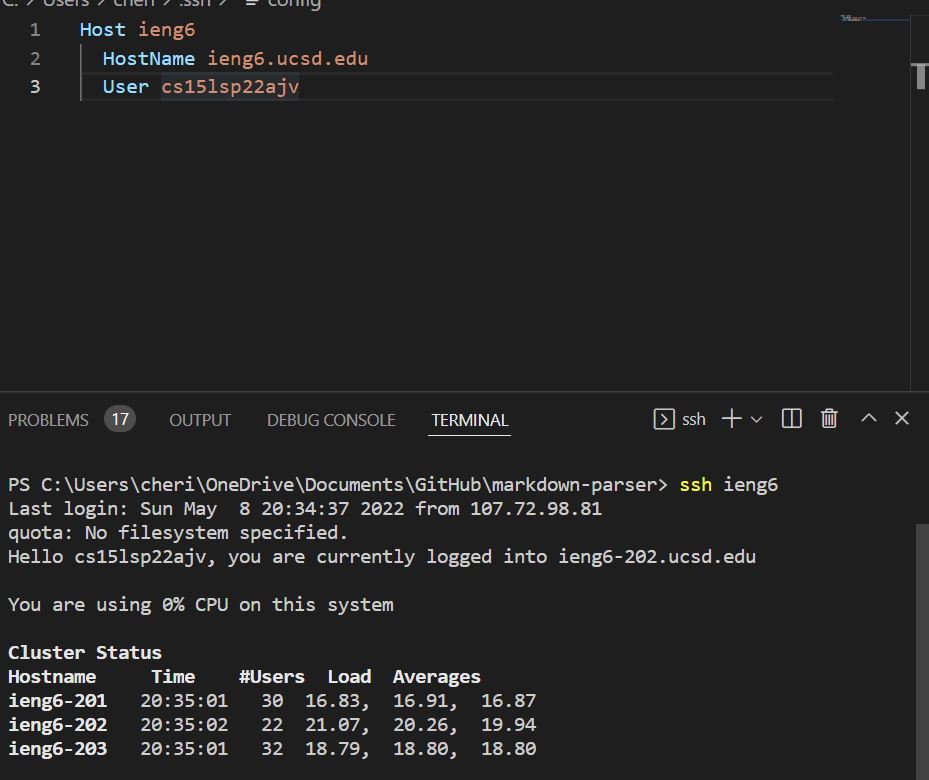 C: > Users > cheri > .ssh > config
1 Host ieng6
2 HostName ieng6.ucsd.edu
3 User cs15lsp22ajv
PROBLEMS 17 OUTPUT DEBUG CONSOLE TERMINAL ssh
PS C:\Users\cheri\OneDrive\Documents\GitHub\markdown-parser> ssh ieng6
Last login: Sun May  8 20:34:37 2022 from 107.72.98.81
quota: No filesystem specified.
Hello cs15lsp22ajv, you are currently logged into ieng6-202.ucsd.edu
You are using 0% CPU on this system
Cluster Status
Hostname     Time    #Users  Load  Averages
ieng6-201   20:35:01   30  16.83,  16.91,  16.87
ieng6-202   20:35:02   22  21.07,  20.26,  19.94
ieng6-203   20:35:01   32  18.79,  18.80,  18.80